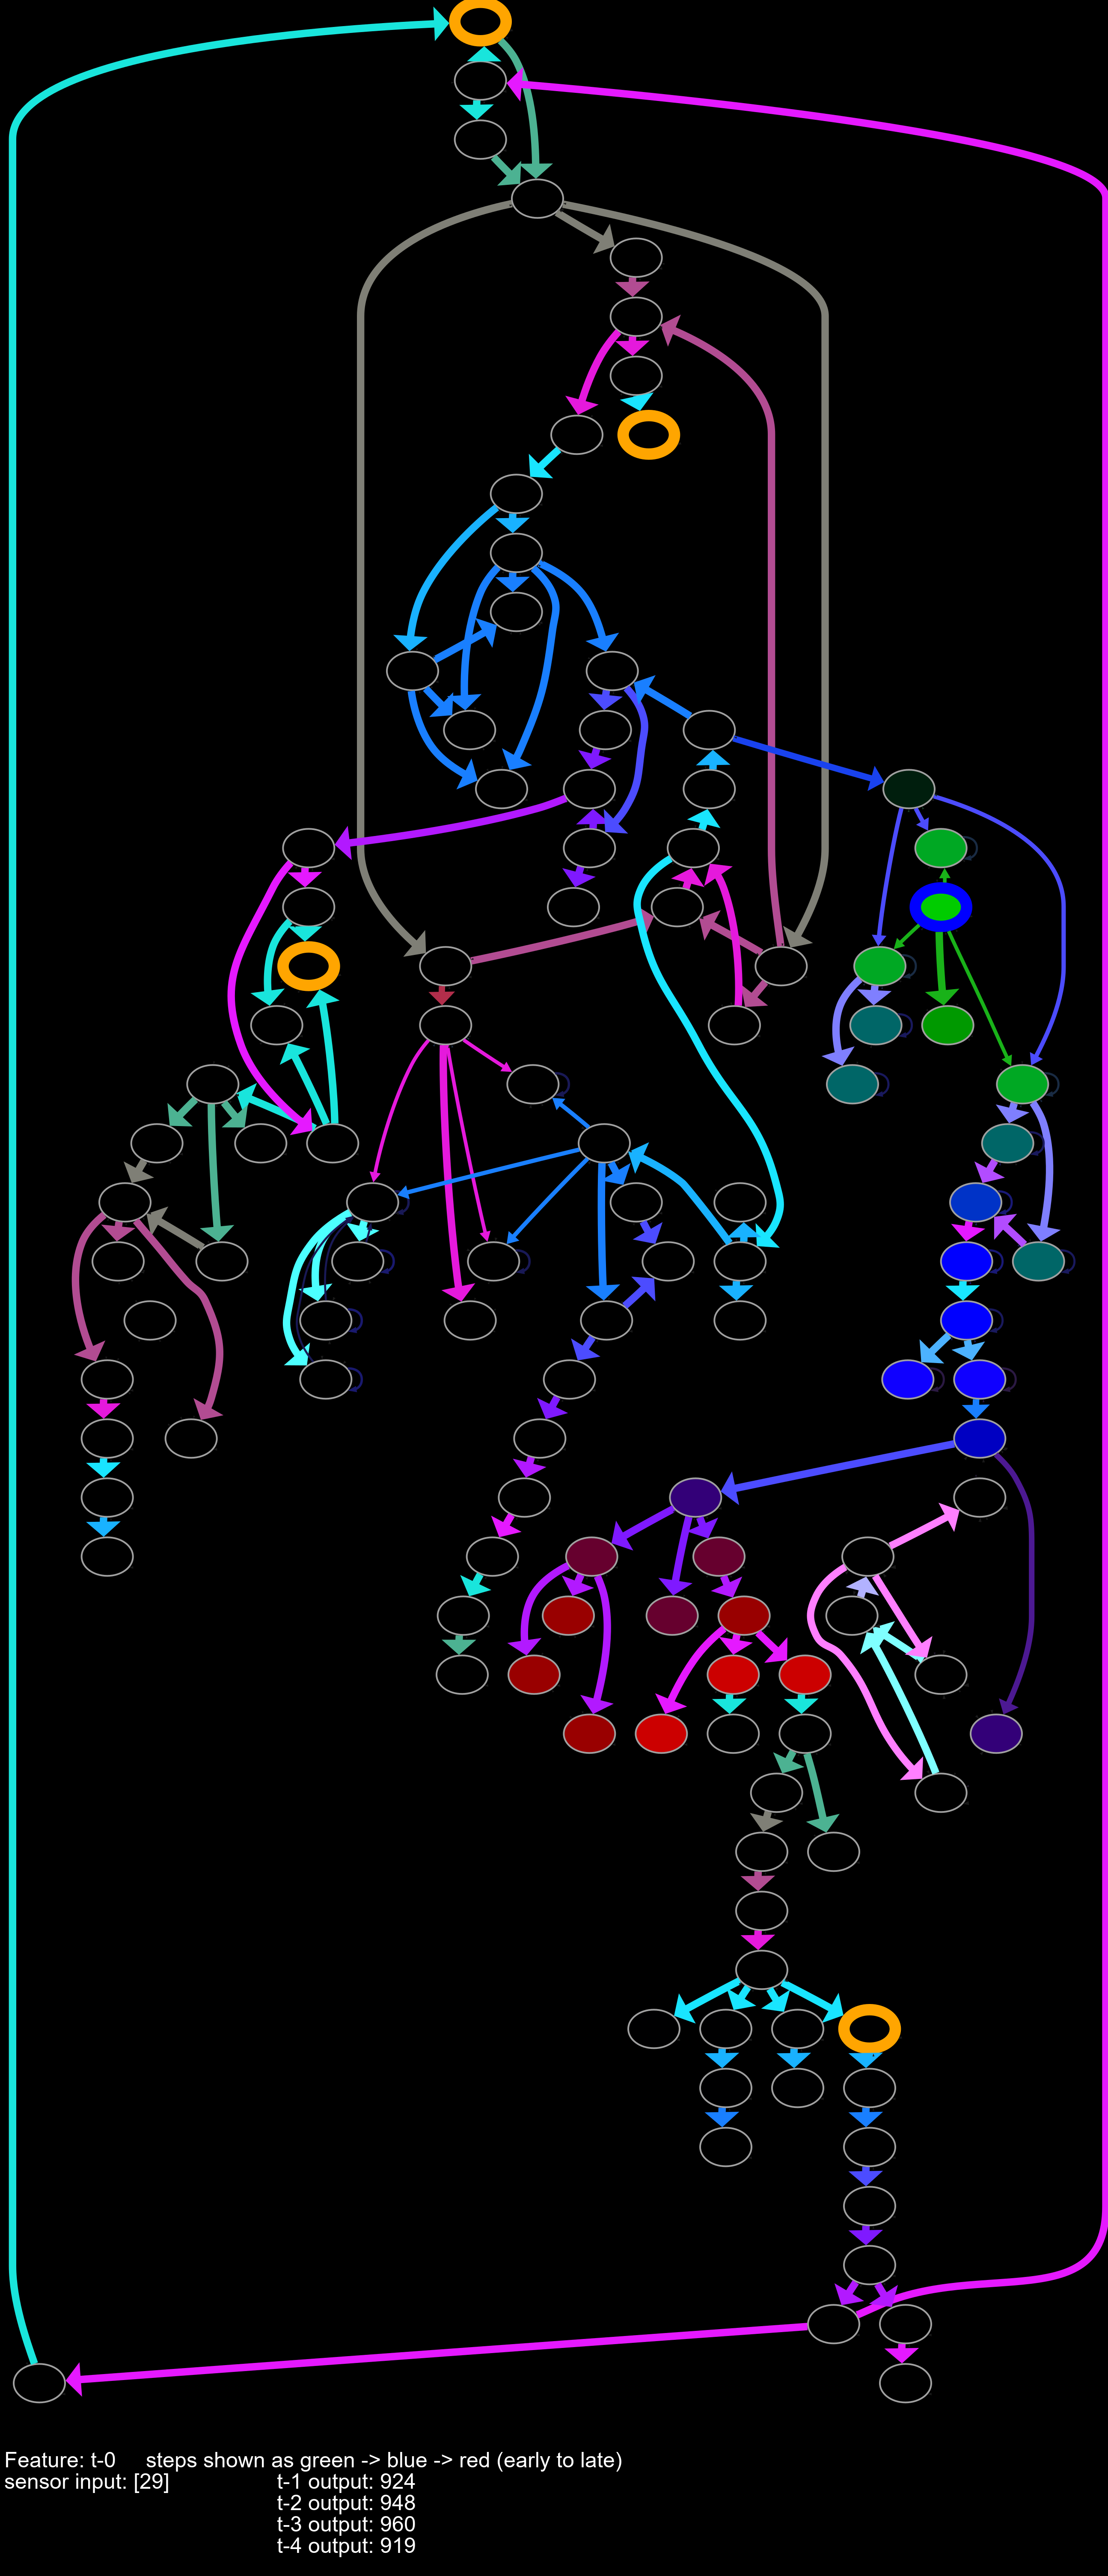 Feature: t-0 steps shown as green -> blue -> red (early to late)
sensor input: [29] t-1 output: 924
t-2 output: 948
t-3 output: 960
t-4 output: 919